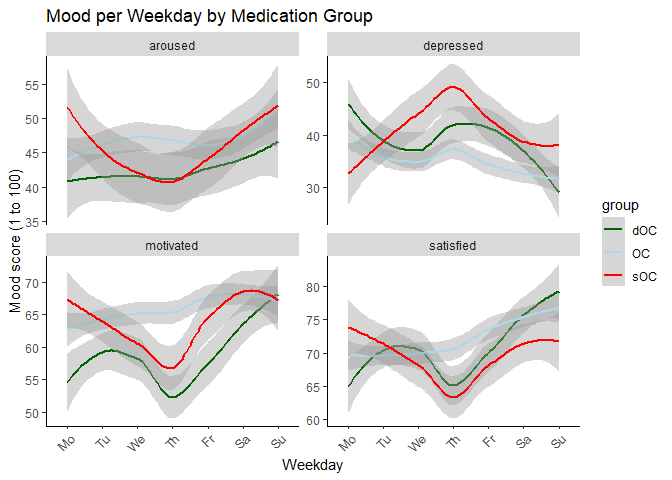 Mood per Weekday by Medication Group
aroused
depressed
55
50
45
40
35
50
40
30
motivated
satisfied
70
65
60
55
50
80
75
70
65
60
Mo Tu We Th Fr Sa Su
Mo Tu We Th Fr Sa Su
Weekday
Mood score (1 to 100)
group
dOC
OC
sOC